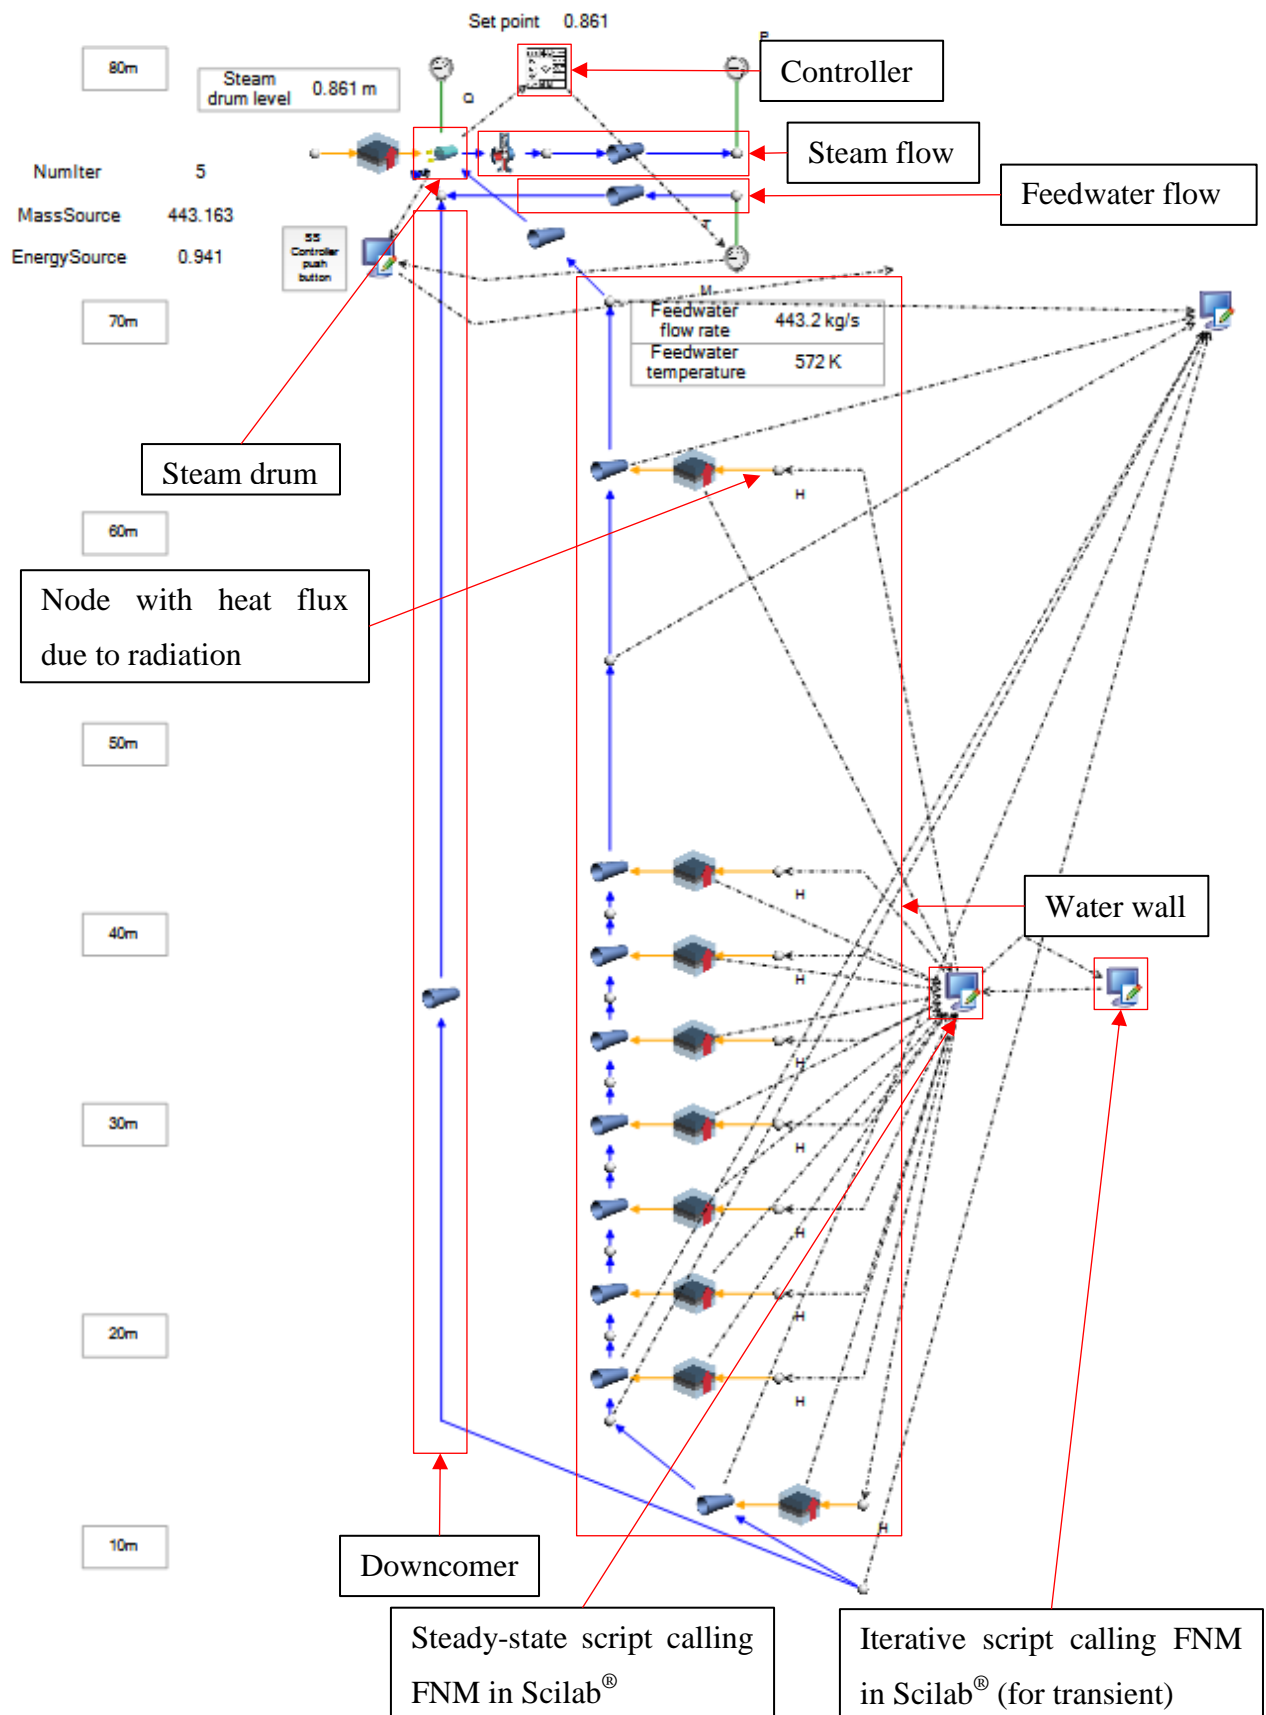 Set point 0.861
P
80m
Steam
drum level
0.861 m
Controller
Q
Steam flow
NumIter 5
Feedwater flow
MassSource 443.163
EnergySource 0.941
SS
Controller
push
button
T
M
70m
Feedwater
flow rate
443.2 kg/s
Feedwater
temperature
572 K
Steam drum
H
60m
Node with heat flux
due to radiation
50m
H
Water wall
40m
H
H
30m
H
s
H
20m
H
H
H
10m
Downcomer
Steady-state script calling
FNM in Scilab®
Iterative script calling FNM
in Scilab® (for transient)